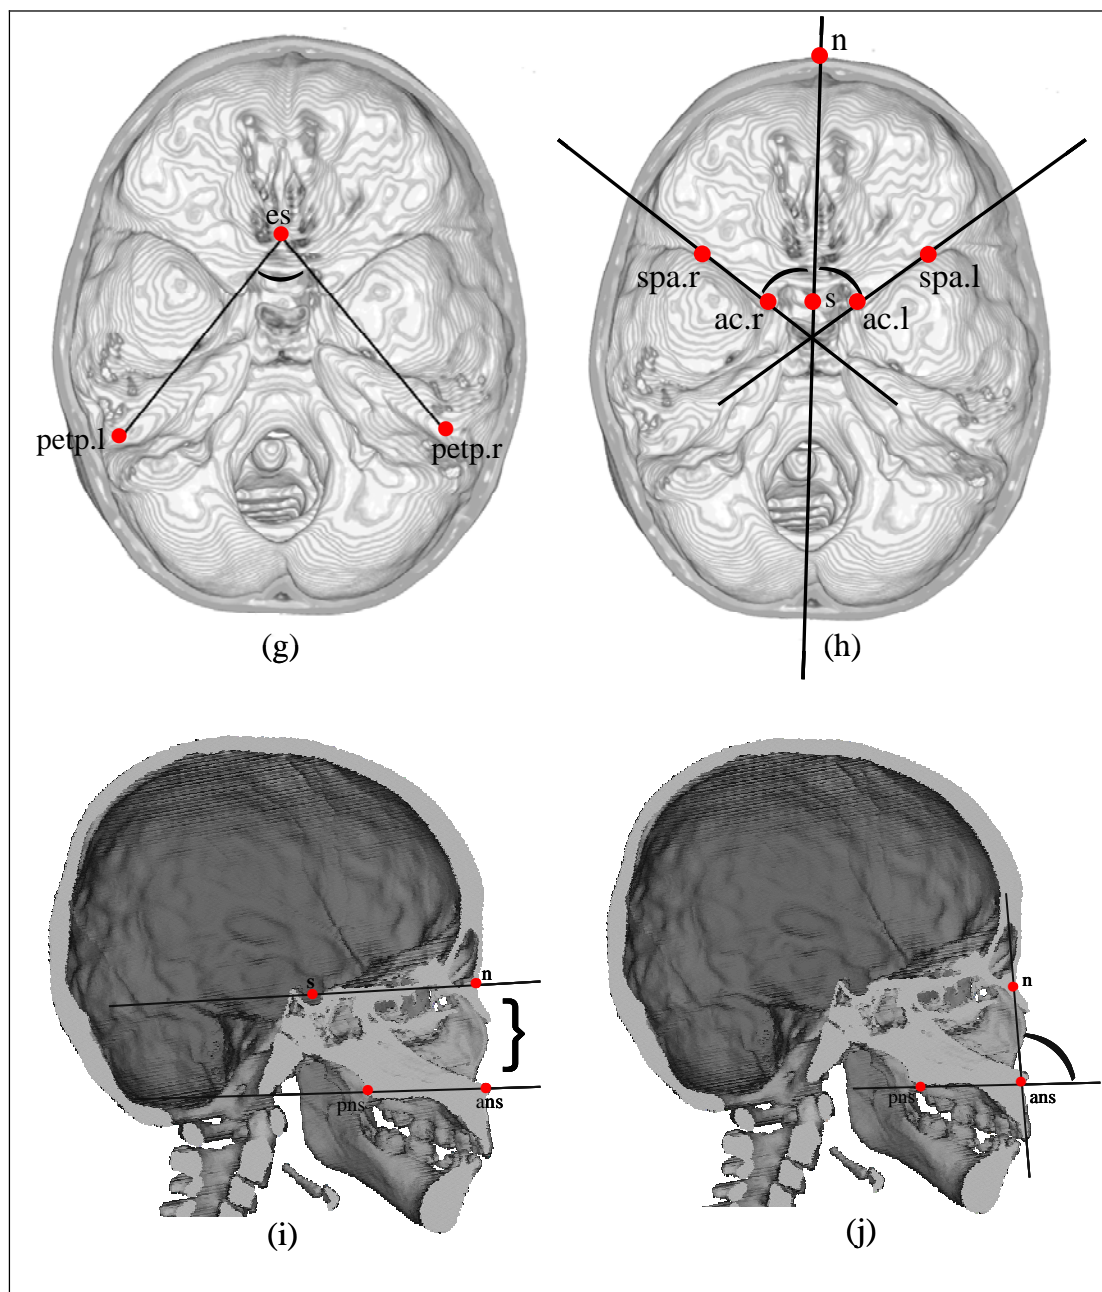 es
petp.l
petp.r
(g)
n
spa.r
spa.l
s
ac.r
ac.l
(h)
s
n
pns
ans
(i)
n
pns
ans
(j)